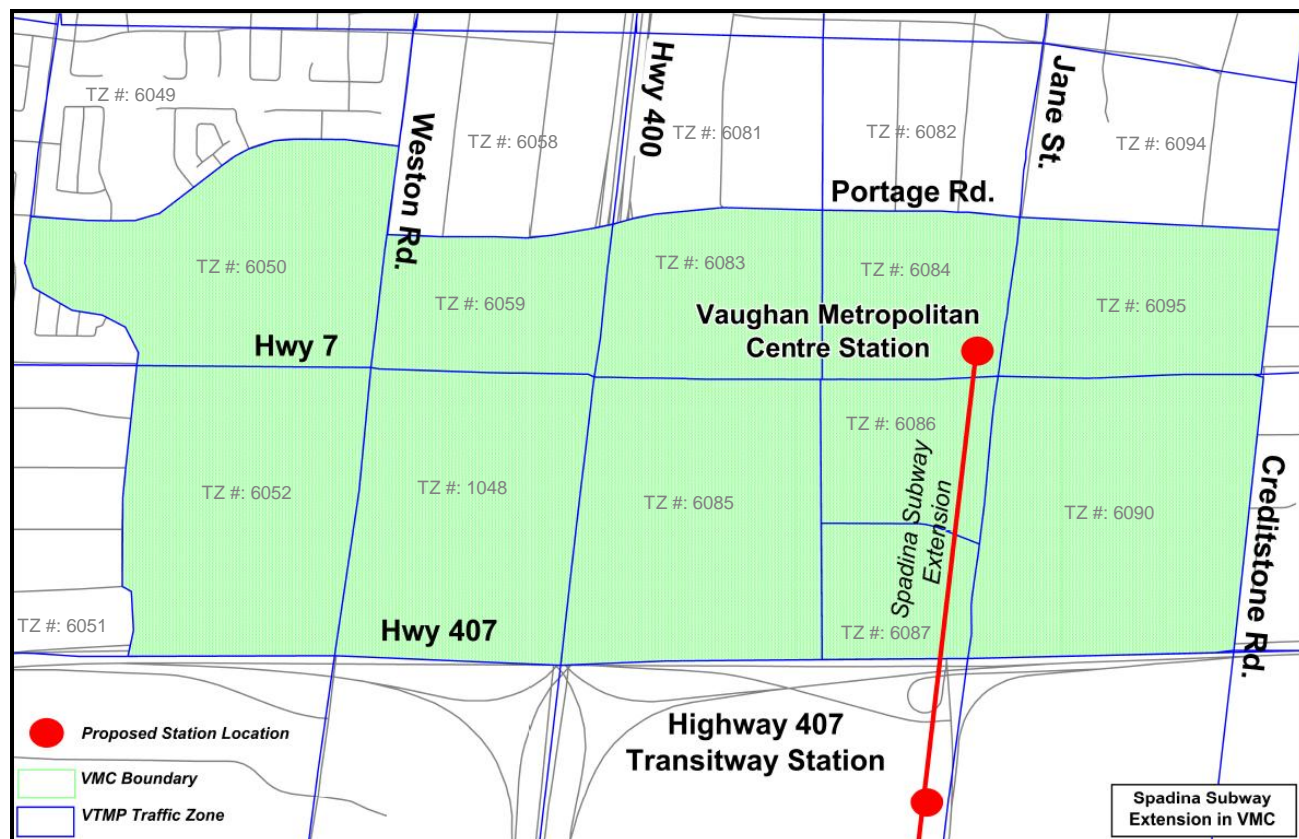 TZ #: 6049
Weston Rd.
TZ #: 6058
Hwy 400
TZ #: 6081
TZ #: 6082
Jane St.
TZ #: 6094
Portage Rd.
TZ #: 6050
TZ #: 6059
TZ #: 6083
TZ #: 6084
TZ #: 6095
Vaughan Metropolitan
Centre Station
Hwy 7
TZ #: 6086
TZ #: 6052
TZ #: 1048
TZ #: 6085
Spadina Subway
Extension
TZ #: 6090
Creditstone Rd.
TZ #: 6051
Hwy 407
TZ #: 6087
Highway 407
Transitway Station
Proposed Station Location
VMC Boundary
VTMP Traffic Zone
Spadina Subway
Extension in VMC